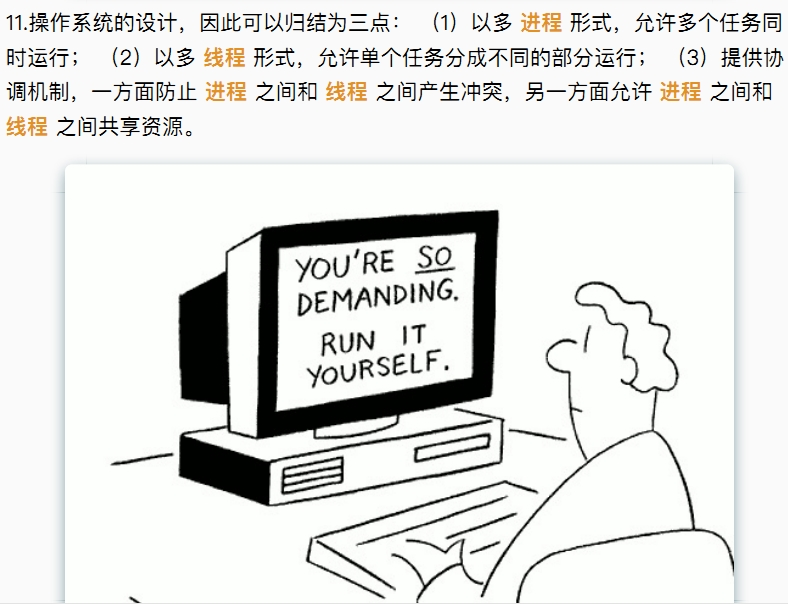 11.操作系统的设计，因此可以归结为三点： （1）以多 进程 形式，允许多个任务同
时运行； （2）以多 线程 形式，允许单个任务分成不同的部分运行； （3）提供协
调机制，一方面防止 进程 之间和 线程 之间产生冲突，另一方面允许 进程 之间和
线程 之间共享资源。
YOU'RE SO
DEMANDING.
RUN IT
YOURSELF.